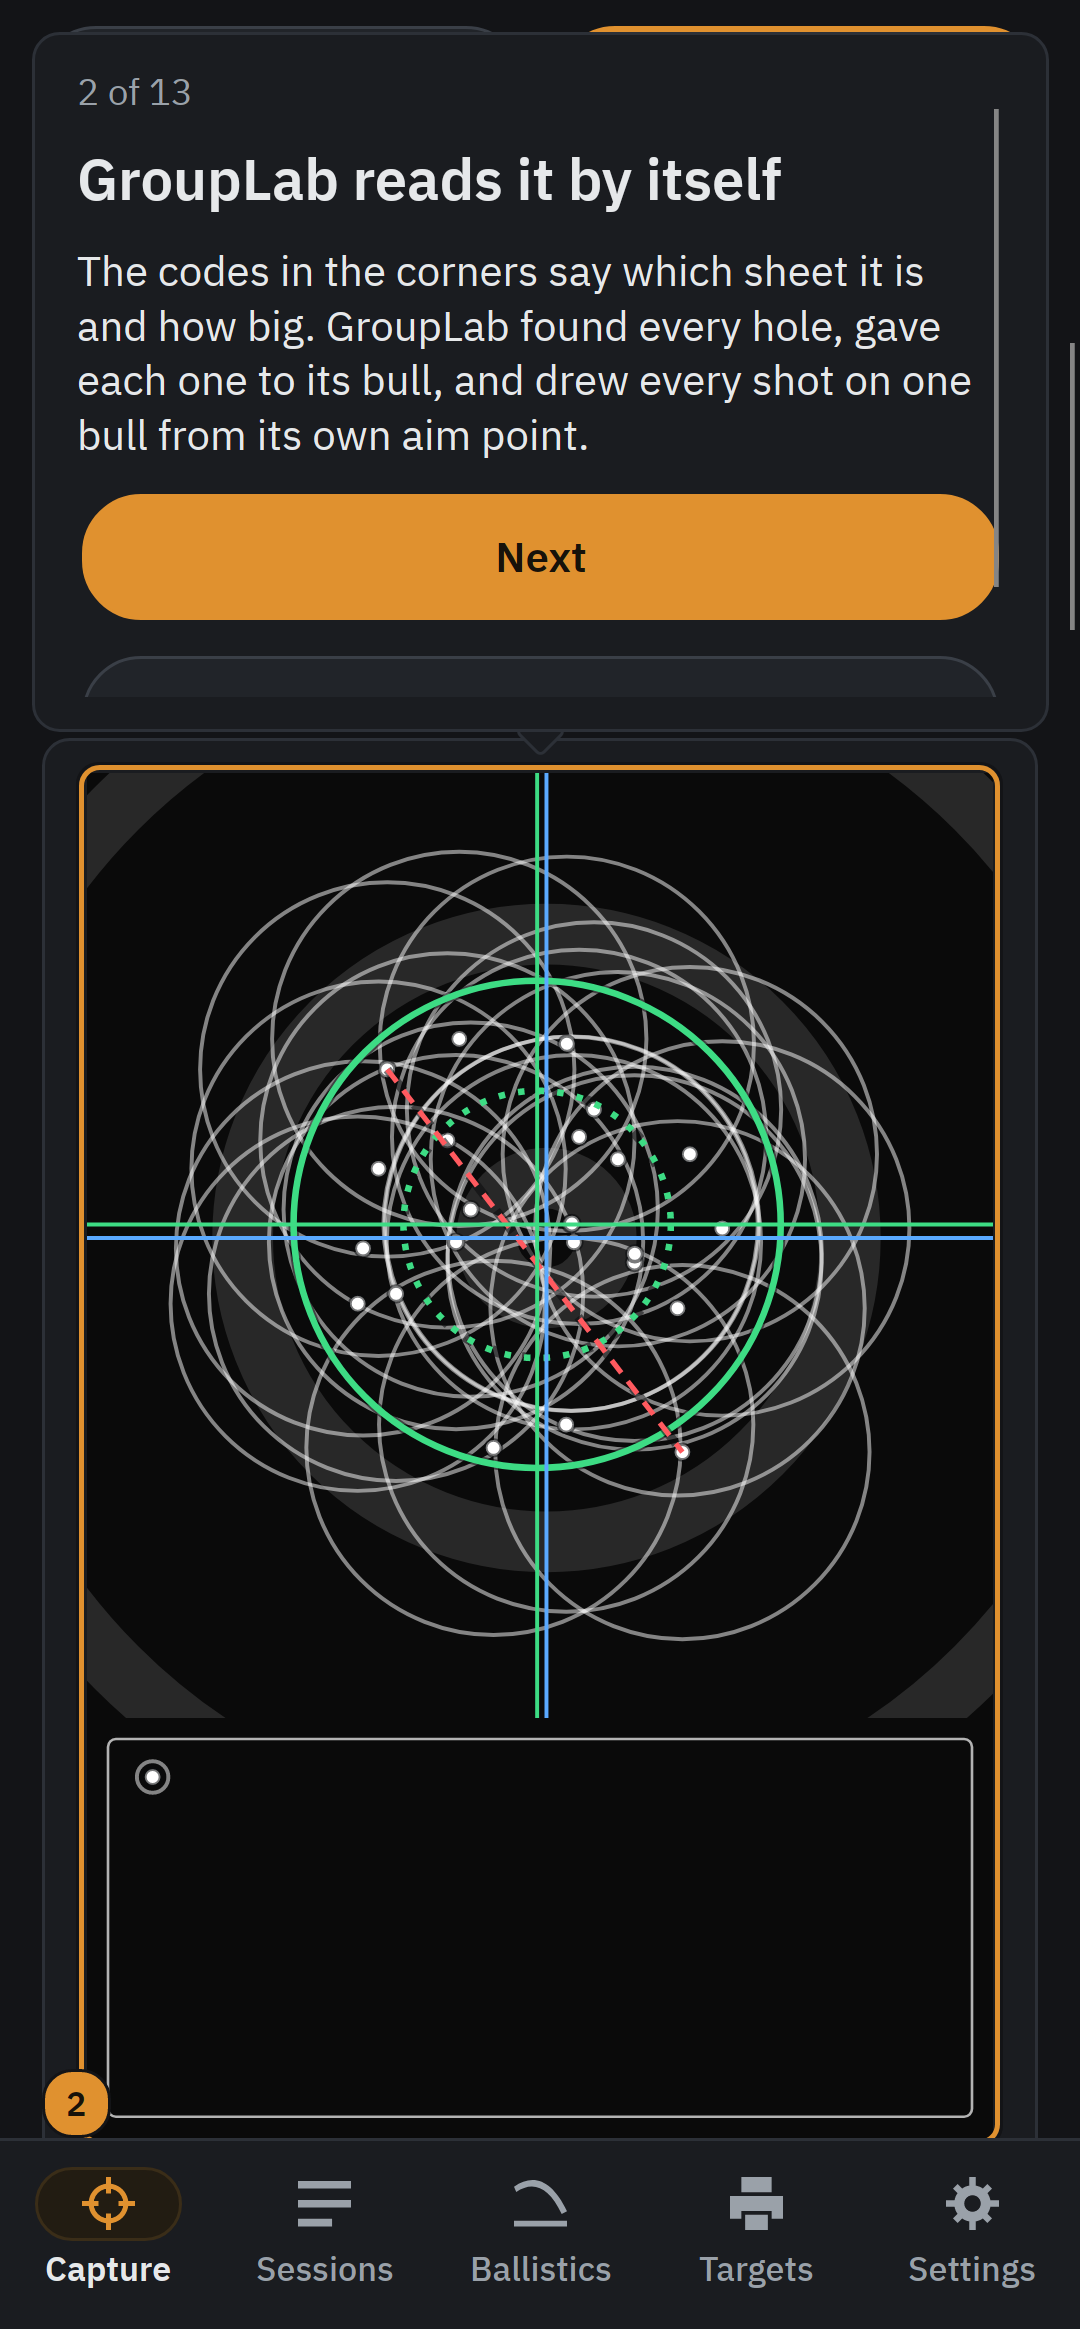 2 of 13
GroupLab reads it by itself
The codes in the corners say which sheet it is
and how big. GroupLab found every hole, gave
each one to its bull, and drew every shot on one
bull from its own aim point.
Next
2
Capture
Sessions
Ballistics
Targets
Settings